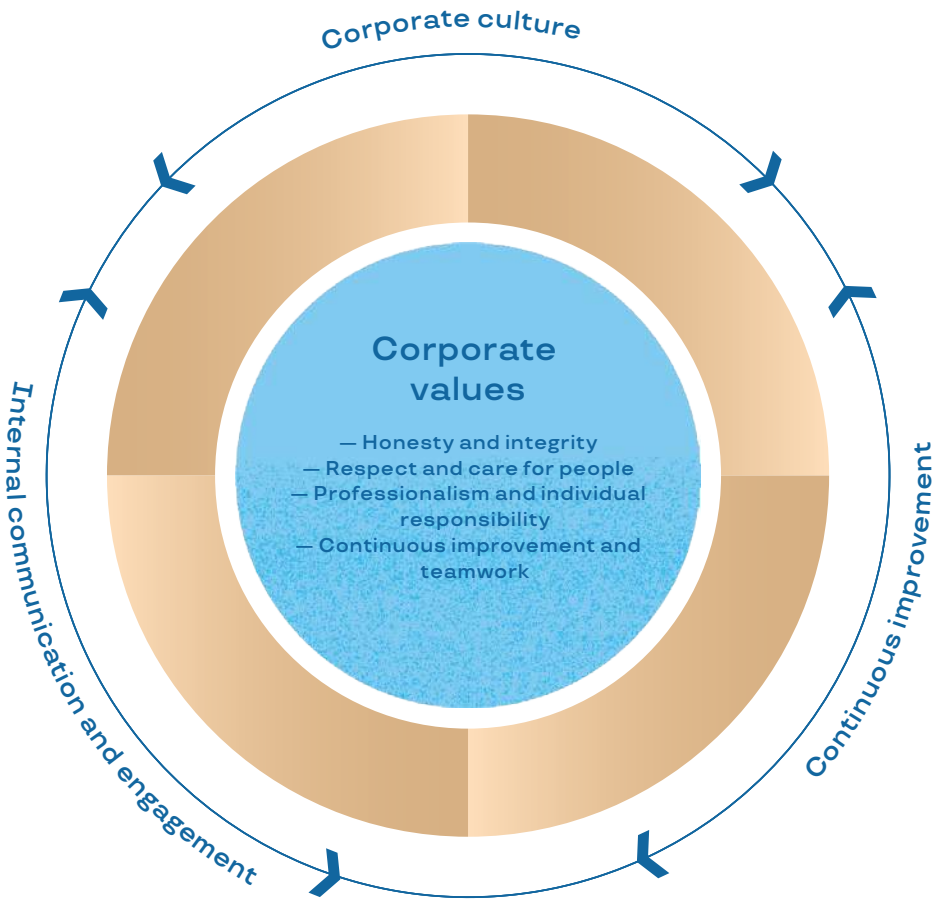 Corporate culture
Corporate
values
— Honesty and integrity
— Respect and care for people
— Professionalism and individual
responsibility
— Continuous improvement and
teamwork
Internal communication and engagement
Continuous improvement